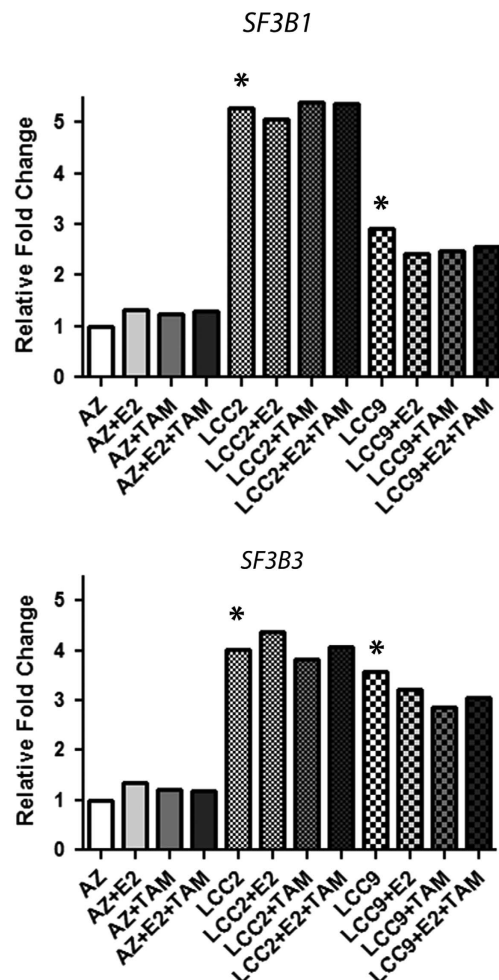 SF3B1
*
*
Relative Fold Change
5
4
3
2
1
0
AZ
AZ+E2
AZ+TAM
AZ+E2+TAM
LCC2
LCC2+E2
LCC2+TAM
LCC2+E2+TAM
LCC9
LCC9+E2
LCC9+TAM
LCC9+E2+TAM
SF3B3
*
*
Relative Fold Change
5
4
3
2
1
0
AZ
AZ+E2
AZ+TAM
AZ+E2+TAM
LCC2
LCC2+E2
LCC2+TAM
LCC2+E2+TAM
LCC9
LCC9+E2
LCC9+TAM
LCC9+E2+TAM